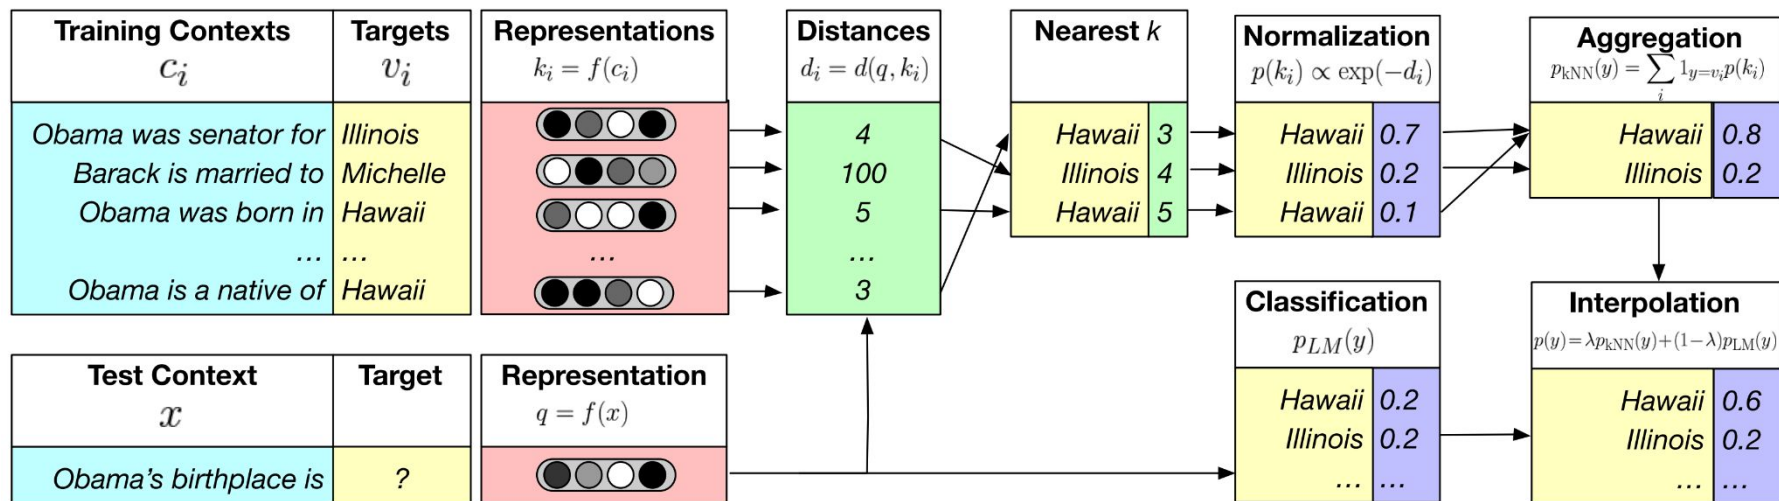 Training Contexts Targets Representations Distances Nearest k Normalization Aggregation
c_i v_i k_i = f(c_i) d_i = d(q, k_i) p(k_i) ∝ exp(−d_i) p_kNN(y) = ∑_i 1_{y=v_i} p(k_i)
Obama was senator for Illinois 4 Hawaii 3 Hawaii 0.7 Hawaii 0.8
Barack is married to Michelle 100 Illinois 4 Illinois 0.2 Illinois 0.2
Obama was born in Hawaii 5 Hawaii 5 Hawaii 0.1
... ... ... ...
Obama is a native of Hawaii 3
Classification Interpolation
p_LM(y) p(y) = λp_kNN(y) + (1−λ)p_LM(y)
Test Context Target Representation
x q = f(x)
Hawaii 0.2 Hawaii 0.6
Illinois 0.2 Illinois 0.2
Obama's birthplace is ? ... ... ... ...